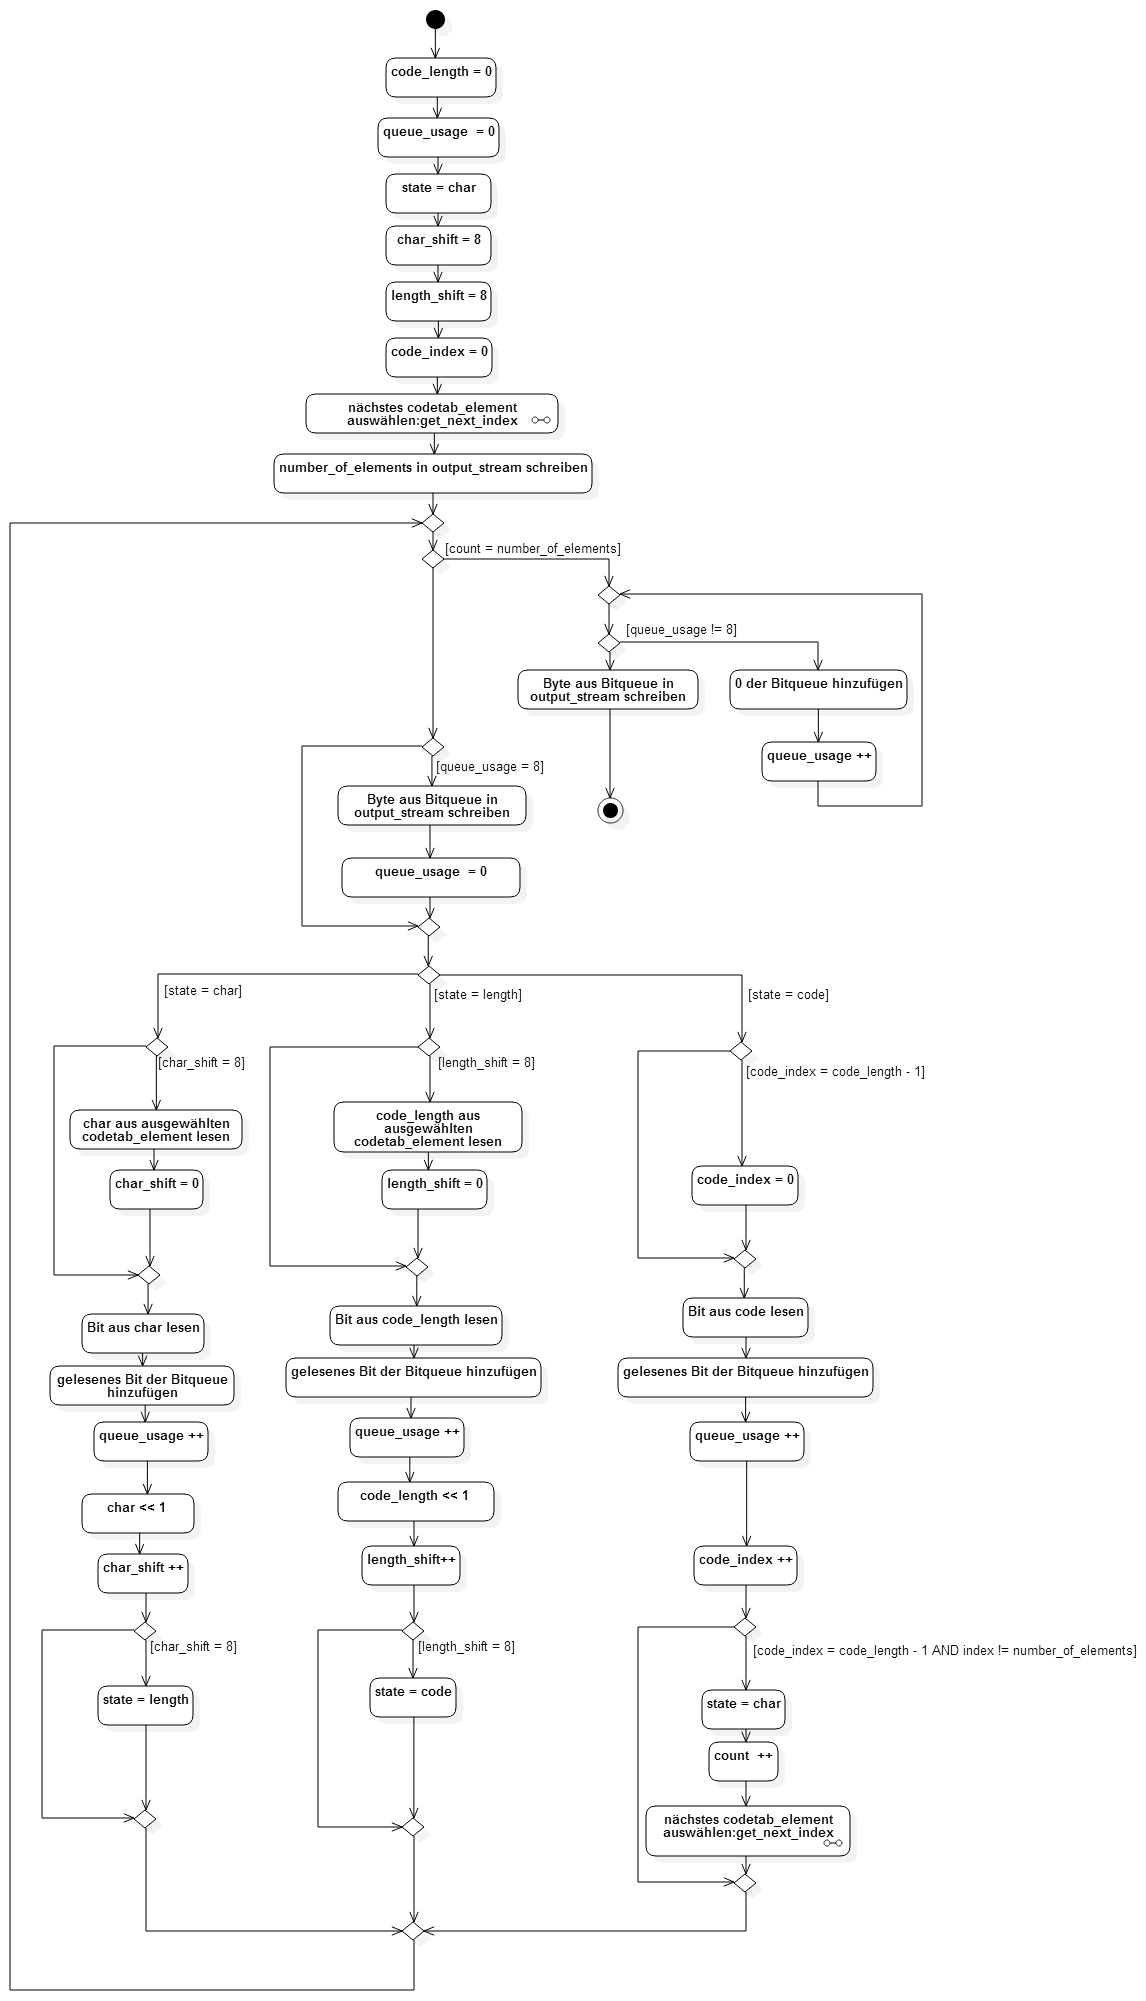 code_length = 0
queue_usage = 0
state = char
char_shift = 8
length_shift = 8
code_index = 0
nächstes codetab_element
auswählen:get_next_index
number_of_elements in output_stream schreiben
[count = number_of_elements]
[queue_usage != 8]
Byte aus Bitqueue in
output_stream schreiben
0 der Bitqueue hinzufügen
queue_usage ++
[queue_usage = 8]
Byte aus Bitqueue in
output_stream schreiben
queue_usage = 0
[state = char]
[state = length]
[state = code]
[char_shift = 8]
char aus ausgewählten
codetab_element lesen
char_shift = 0
Bit aus char lesen
gelesenes Bit der Bitqueue
hinzufügen
queue_usage ++
char << 1
char_shift ++
[char_shift = 8]
state = length
[length_shift = 8]
code_length aus
ausgewählten
codetab_element lesen
length_shift = 0
Bit aus code_length lesen
gelesenes Bit der Bitqueue hinzufügen
queue_usage ++
code_length << 1
length_shift++
[length_shift = 8]
state = code
[code_index = code_length - 1]
code_index = 0
Bit aus code lesen
gelesenes Bit der Bitqueue hinzufügen
queue_usage ++
code_index ++
[code_index = code_length - 1 AND index != number_of_elements]
state = char
count ++
nächstes codetab_element
auswählen:get_next_index